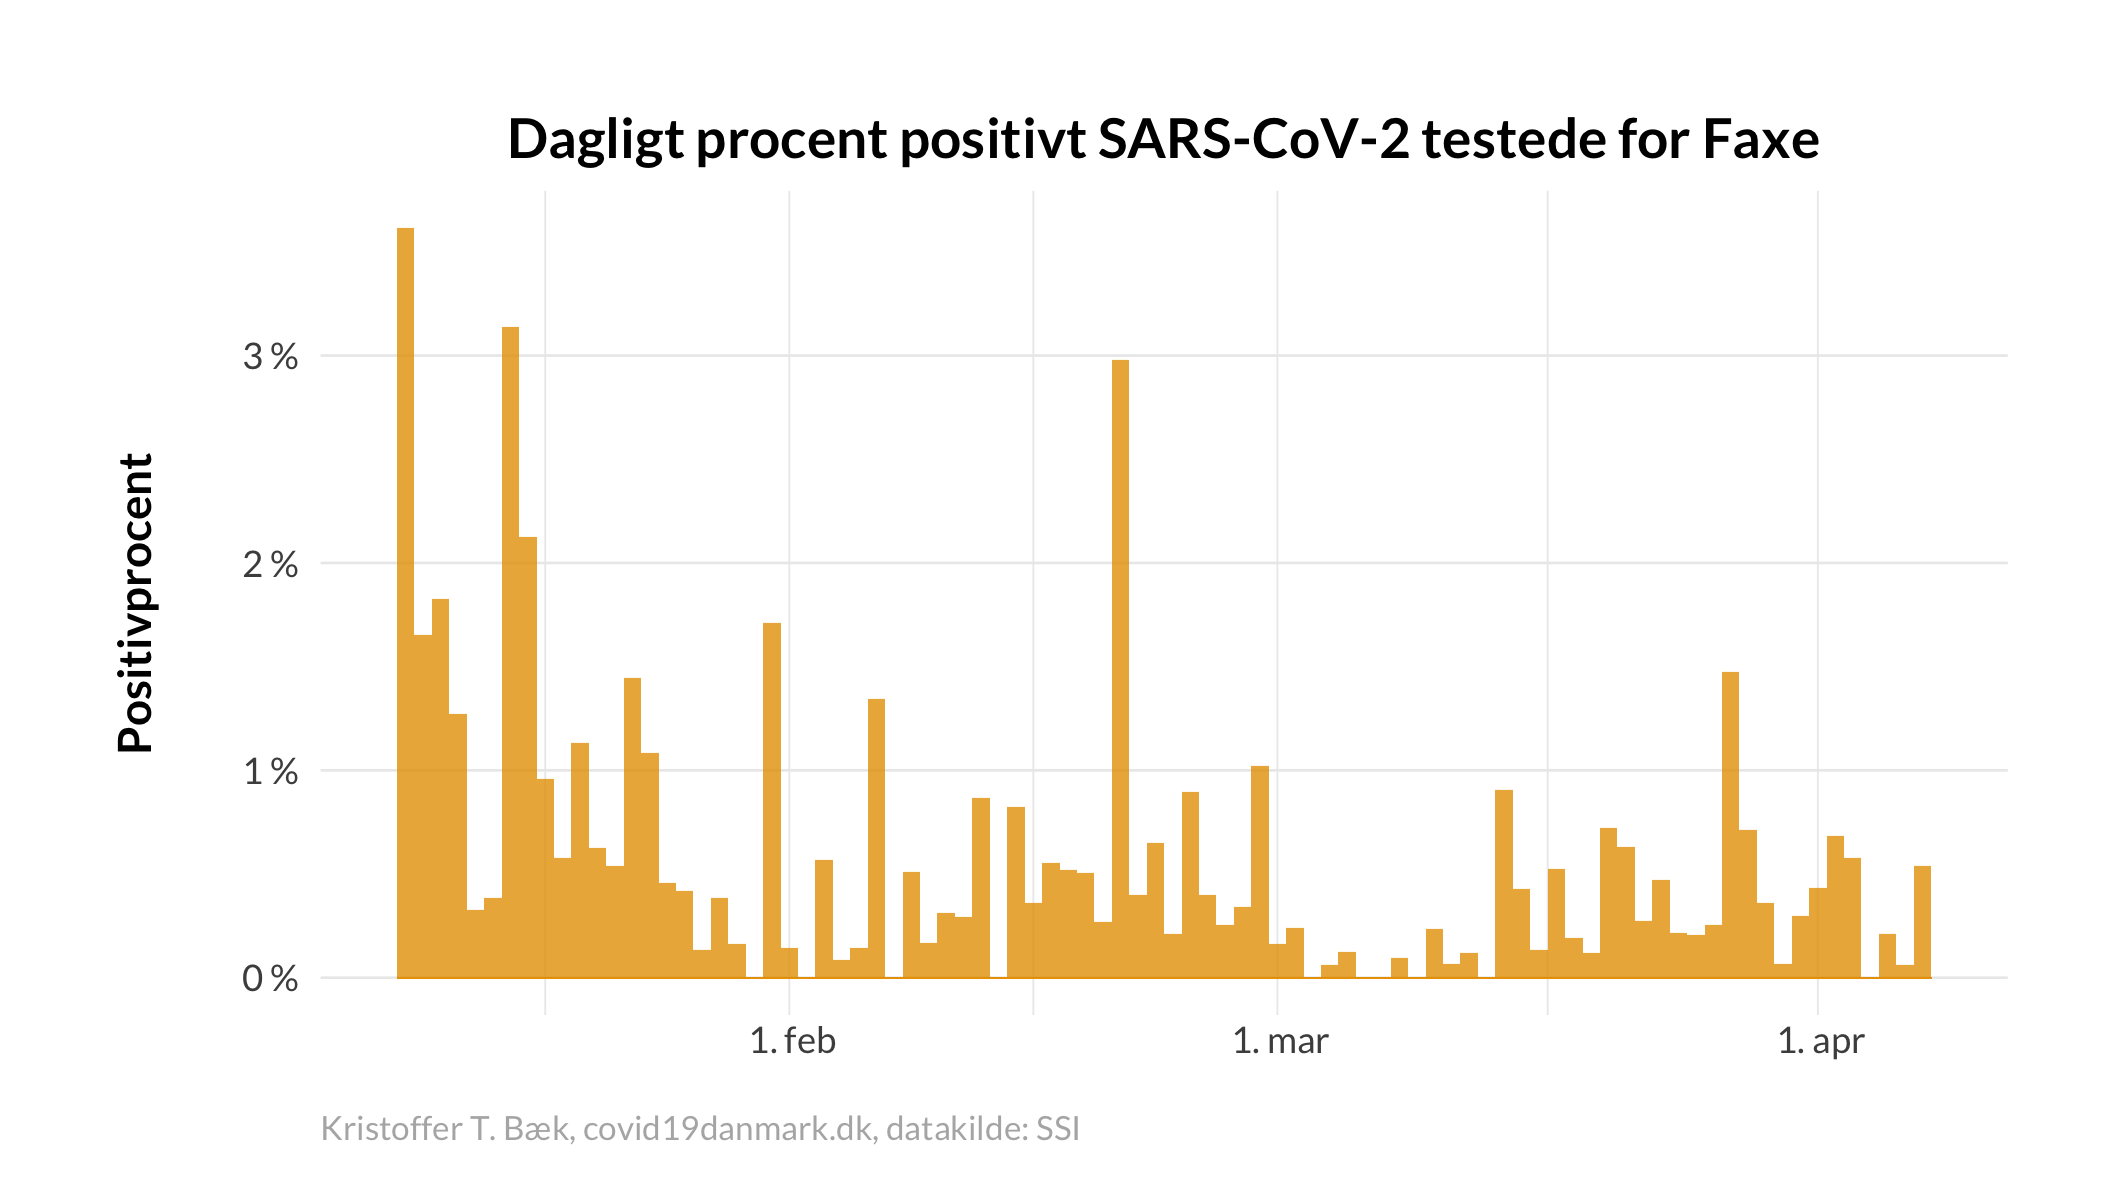 Dagligt procent positivt SARS-CoV-2 testede for Faxe
Positivprocent
3 %
2 %
1 %
0 %
1. feb
1. mar
1. apr
Kristoffer T. Bæk, covid19danmark.dk, datakilde: SSI